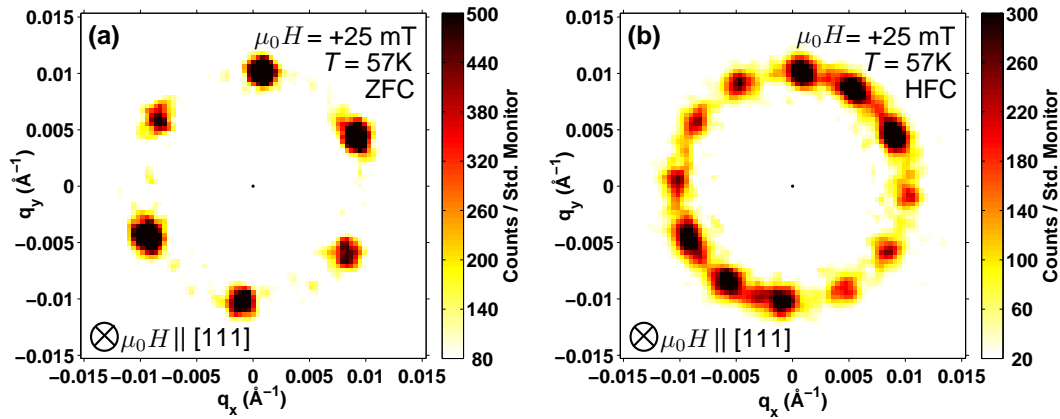 (a)
μ₀H = +25 mT
T = 57K
ZFC
0.015
0.01
0.005
0
−0.005
−0.01
−0.015
q_y (Å⁻¹)
⊗ μ₀H || [111]
−0.015 −0.01 −0.005 0 0.005 0.01 0.015
q_x (Å⁻¹)
500
440
380
320
260
200
140
80
Counts / Std. Monitor
(b)
μ₀H = +25 mT
T = 57K
HFC
0.015
0.01
0.005
0
−0.005
−0.01
−0.015
q_y (Å⁻¹)
⊗ μ₀H || [111]
−0.015 −0.01 −0.005 0 0.005 0.01 0.015
q_x (Å⁻¹)
300
260
220
180
140
100
60
20
Counts / Std. Monitor